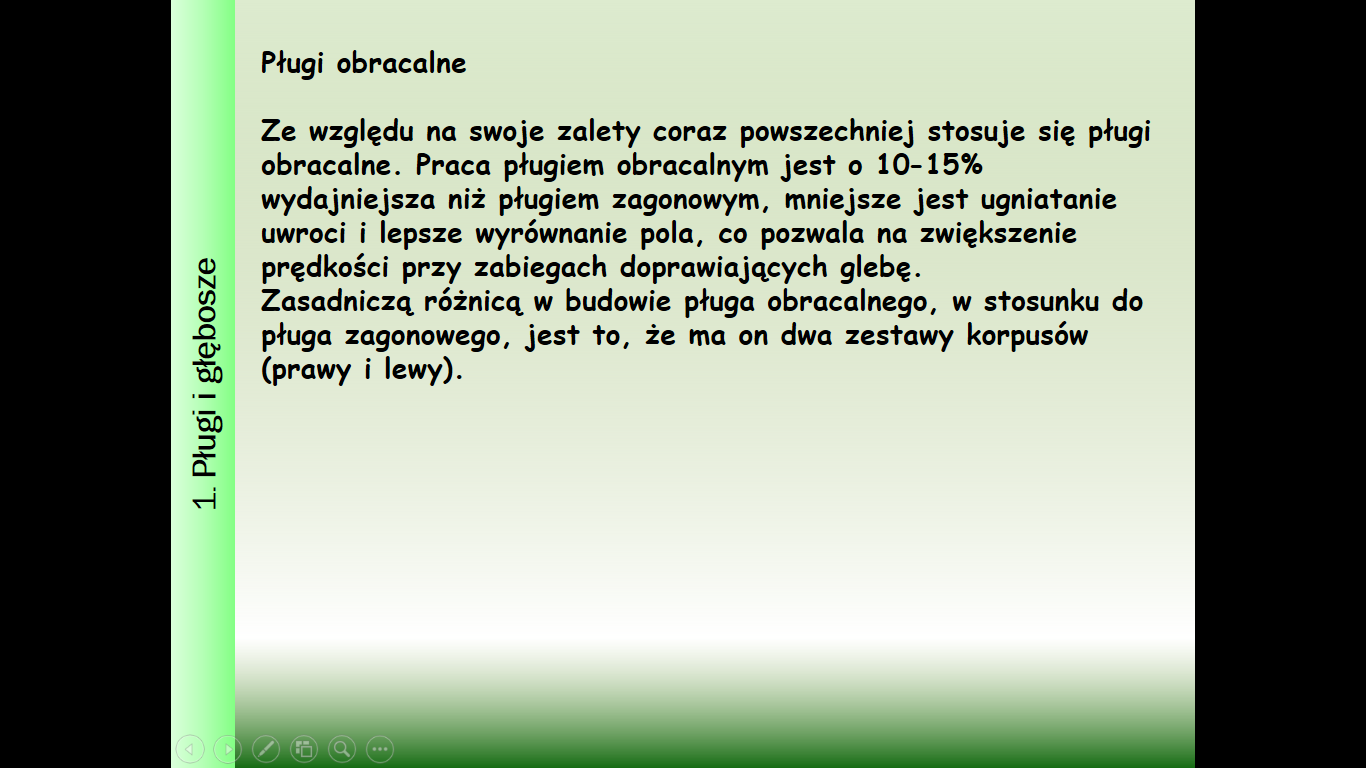 1. Pługi i głębosze
Pługi obracalne
Ze względu na swoje zalety coraz powszechniej stosuje się pługi
obracalne. Praca pługiem obracalnym jest o 10-15%
wydajniejsza niż pługiem zagonowym, mniejsze jest ugniatanie
uwroci i lepsze wyrównanie pola, co pozwala na zwiększenie
prędkości przy zabiegach doprawiających glebę.
Zasadniczą różnicą w budowie pługa obracalnego, w stosunku do
pługa zagonowego, jest to, że ma on dwa zestawy korpusów
(prawy i lewy).